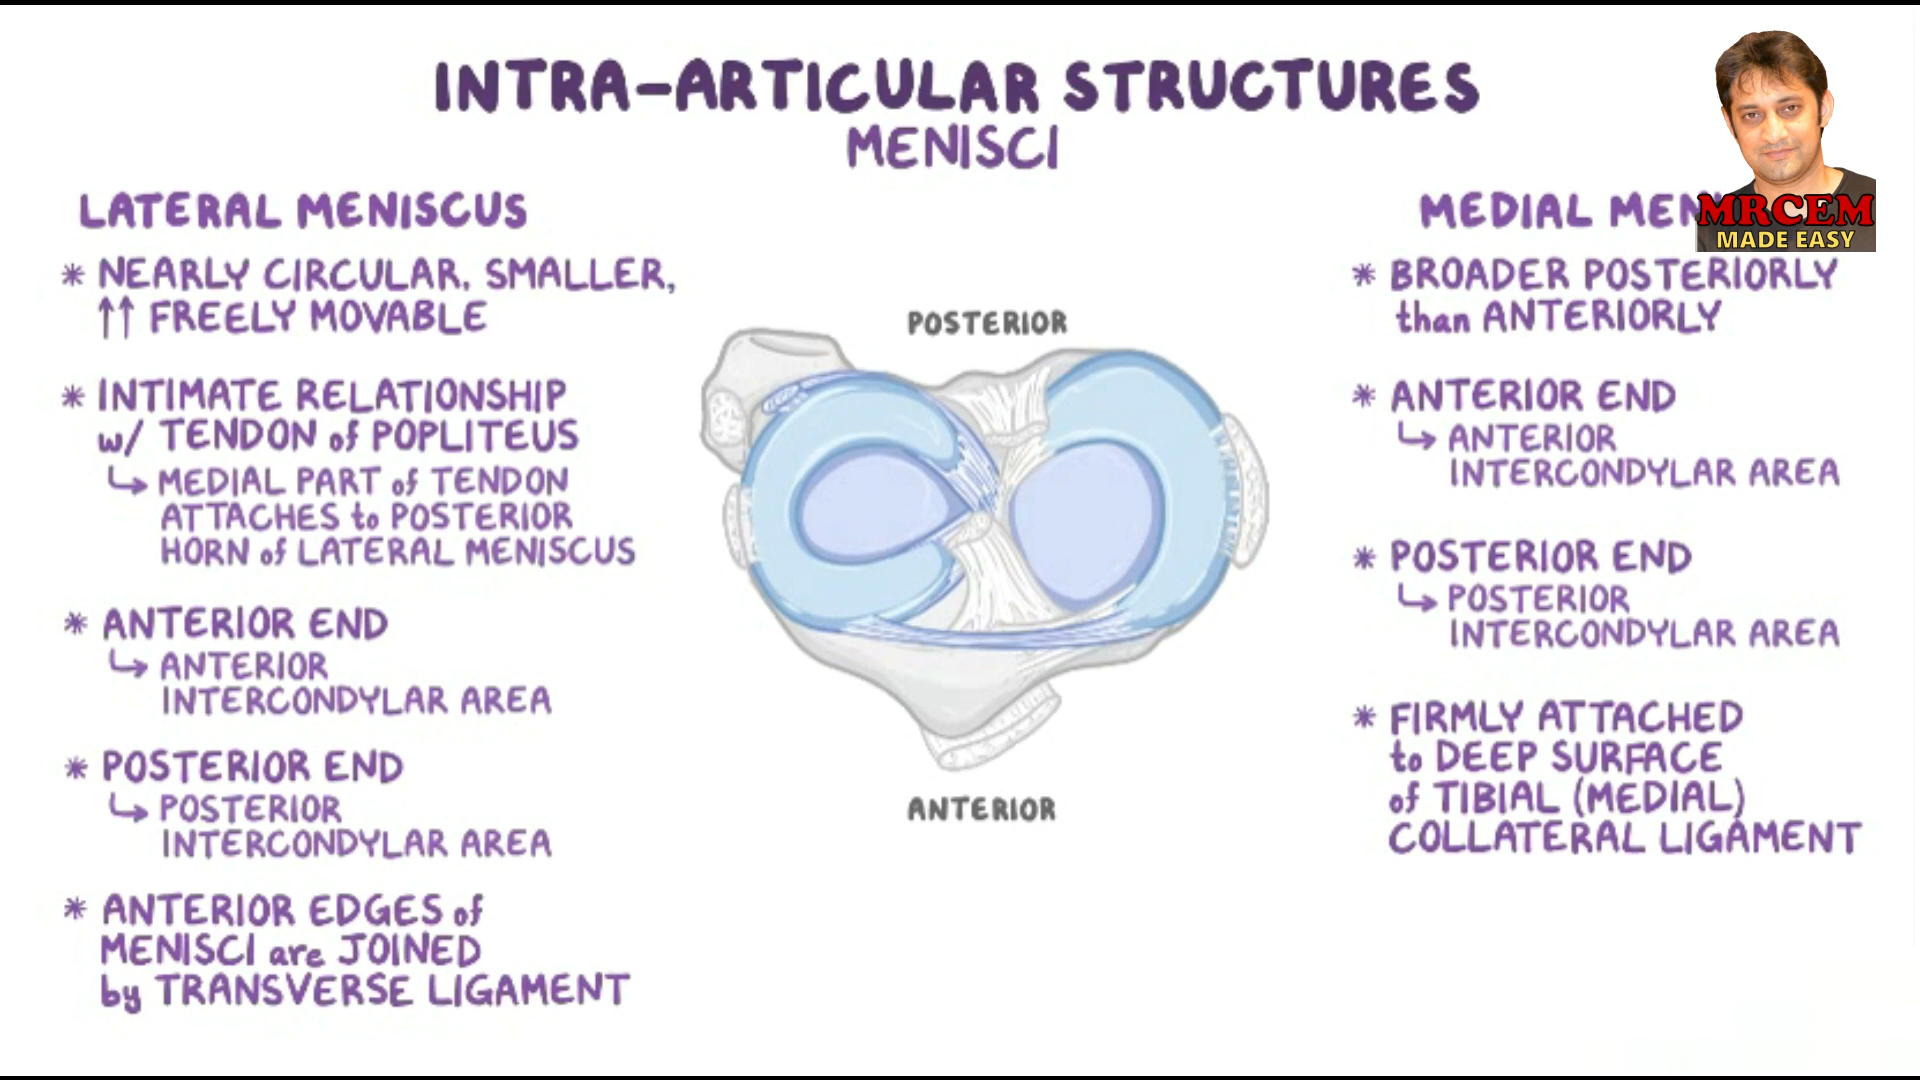 INTRA-ARTICULAR STRUCTURES
MENISCI
LATERAL MENISCUS
* NEARLY CIRCULAR, SMALLER,
↑↑ FREELY MOVABLE
* INTIMATE RELATIONSHIP
w/ TENDON of POPLITEUS
↳ MEDIAL PART of TENDON
ATTACHES to POSTERIOR
HORN of LATERAL MENISCUS
* ANTERIOR END
↳ ANTERIOR
INTERCONDYLAR AREA
* POSTERIOR END
↳ POSTERIOR
INTERCONDYLAR AREA
* ANTERIOR EDGES of
MENISCI are JOINED
by TRANSVERSE LIGAMENT
POSTERIOR
ANTERIOR
MEDIAL
MRCEM
MADE EASY
* BROADER POSTERIORLY
than ANTERIORLY
* ANTERIOR END
↳ ANTERIOR
INTERCONDYLAR AREA
* POSTERIOR END
↳ POSTERIOR
INTERCONDYLAR AREA
* FIRMLY ATTACHED
to DEEP SURFACE
of TIBIAL (MEDIAL)
COLLATERAL LIGAMENT